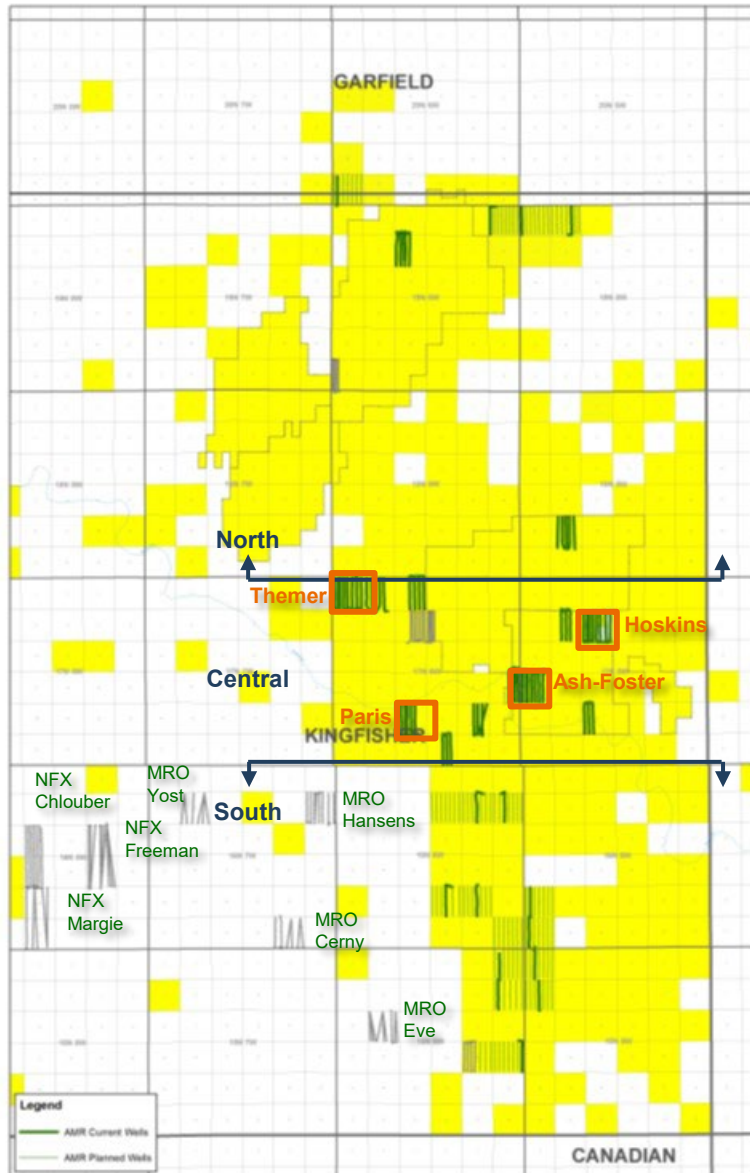 GARFIELD
North
Themer
Hoskins
Central
Ash-Foster
Paris
KINGFISHER
NFX
Chlouber
MRO
Yost
South
MRO
Hansens
NFX
Freeman
NFX
Margie
MRO
Cerny
MRO
Eve
Legend
AMR Current Wells
AMR Planned Wells
CANADIAN